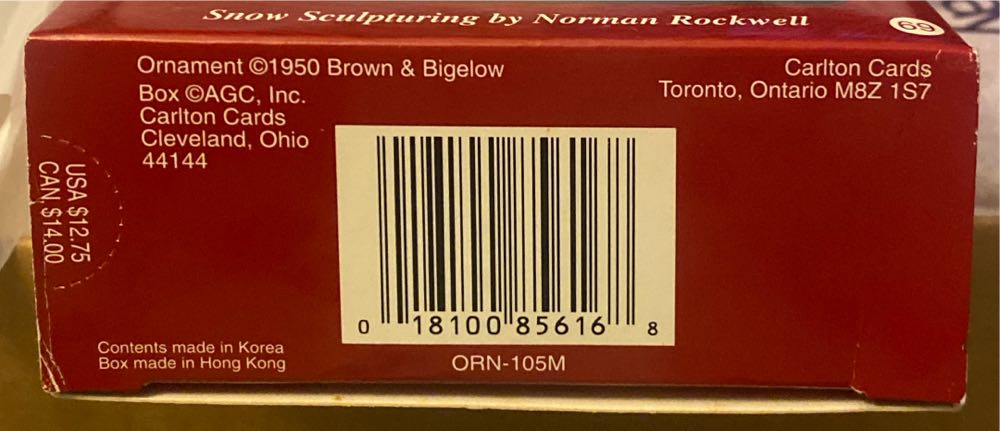 Snow Sculpturing by Norman Rockwell
69
Ornament ©1950 Brown & Bigelow
Box ©AGC, Inc.
Carlton Cards
Cleveland, Ohio
44144
Carlton Cards
Toronto, Ontario M8Z 1S7
USA $12.75
CAN $14.00
0 18100 85616 8
Contents made in Korea
Box made in Hong Kong
ORN-105M